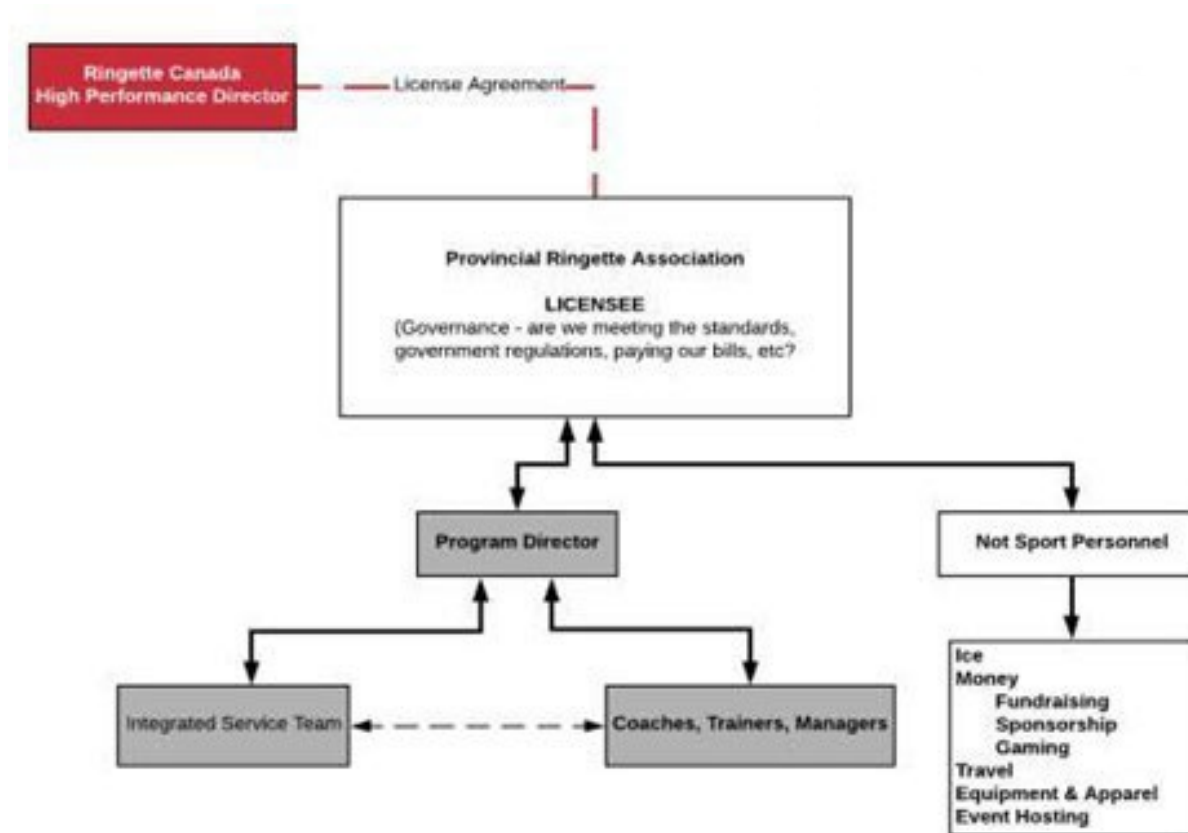 Ringette Canada
High Performance Director
License Agreement
Provincial Ringette Association
LICENSEE
(Governance - are we meeting the standards,
government regulations, paying our bills, etc?
Program Director
Not Sport Personnel
Integrated Service Team
Coaches, Trainers, Managers
Ice
Money
Fundraising
Sponsorship
Gaming
Travel
Equipment & Apparel
Event Hosting